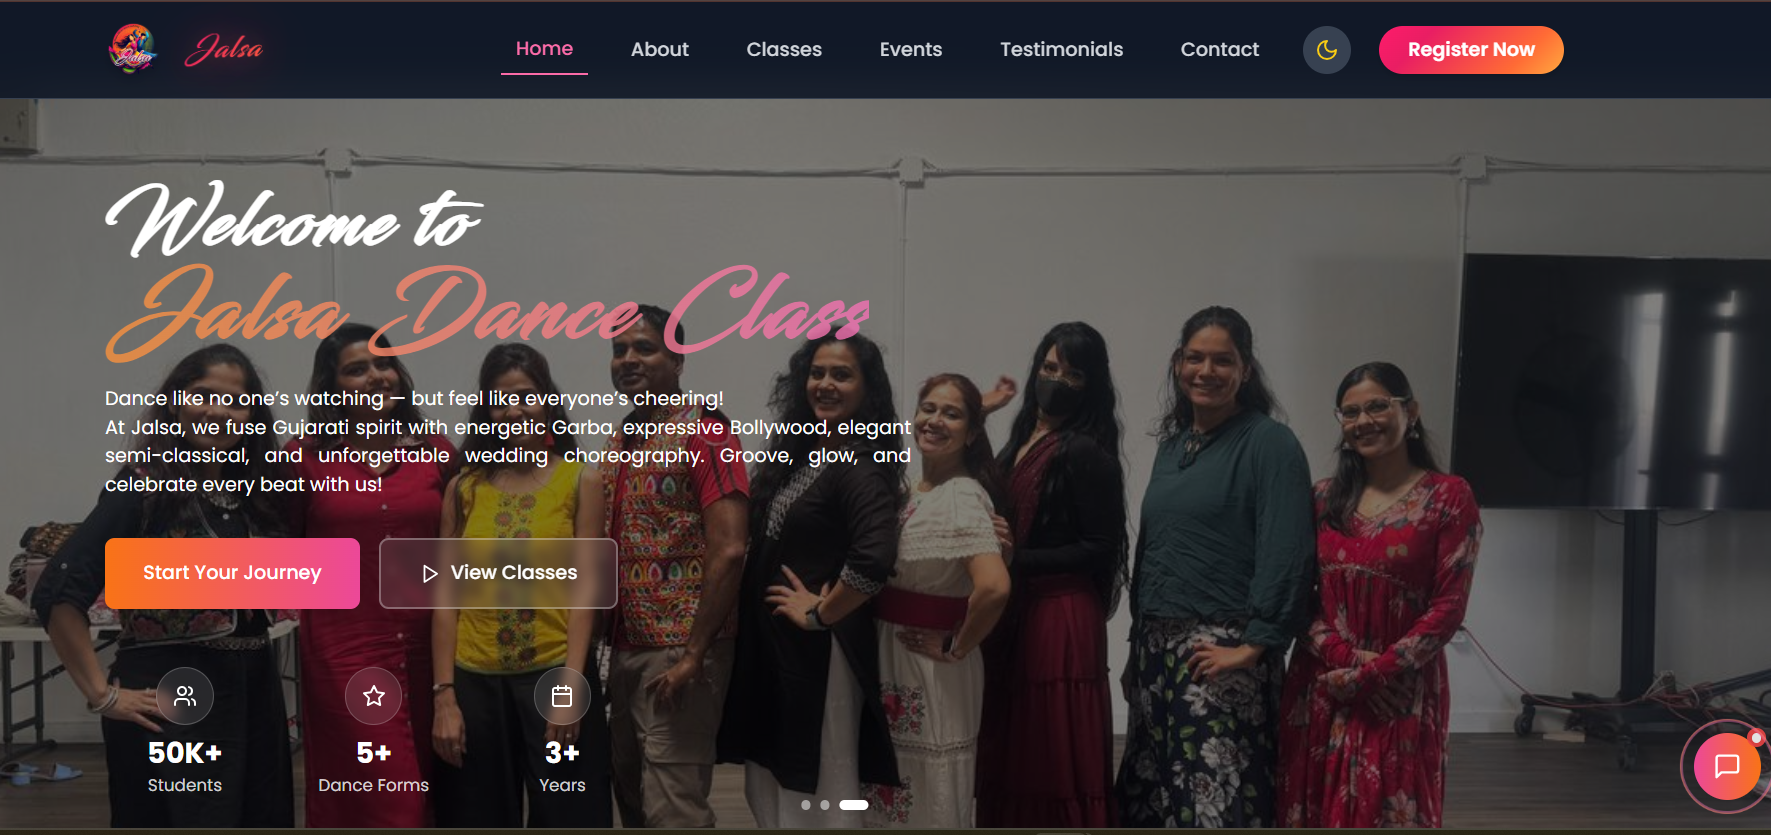 Jalsa
Jalsa
Home
About
Classes
Events
Testimonials
Contact
Register Now
Welcome to
Jalsa Dance Class
Dance like no one’s watching — but feel like everyone’s cheering!
At Jalsa, we fuse Gujarati spirit with energetic Garba, expressive Bollywood, elegant
semi-classical, and unforgettable wedding choreography. Groove, glow, and
celebrate every beat with us!
Start Your Journey
View Classes
50K+
5+
3+
Students
Dance Forms
Years